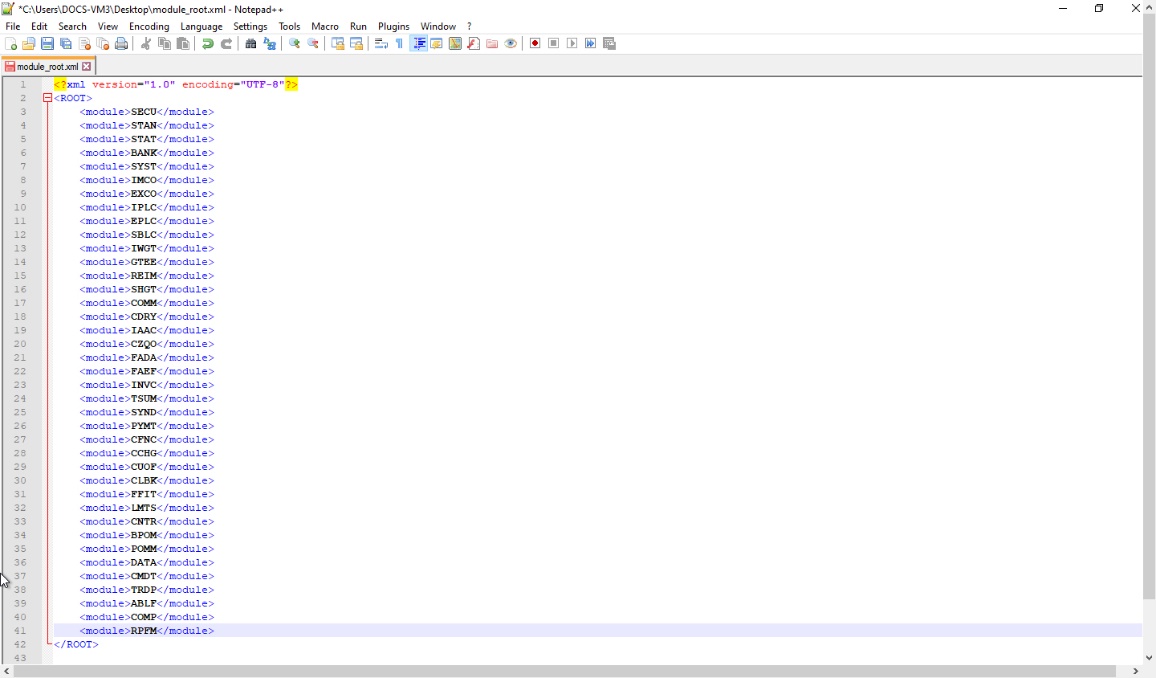 *C:\Users\DOCS-VM3\Desktop\module_root.xml - Notepad++
File Edit Search View Encoding Language Settings Tools Macro Run Plugins Window ?
module_root.xml
1 <?xml version="1.0" encoding="UTF-8"?>
2 <ROOT>
3 <module>SECU</module>
4 <module>STAN</module>
5 <module>STAT</module>
6 <module>BANK</module>
7 <module>SYST</module>
8 <module>IMCO</module>
9 <module>EXCO</module>
10 <module>IPLC</module>
11 <module>EPLC</module>
12 <module>SBLC</module>
13 <module>IWGT</module>
14 <module>GTEE</module>
15 <module>REIM</module>
16 <module>SHGT</module>
17 <module>COMM</module>
18 <module>CDRY</module>
19 <module>IAAC</module>
20 <module>CZQO</module>
21 <module>FADA</module>
22 <module>FAEF</module>
23 <module>INVC</module>
24 <module>TSUM</module>
25 <module>SYND</module>
26 <module>PYMT</module>
27 <module>CFNC</module>
28 <module>CCHG</module>
29 <module>CUOF</module>
30 <module>CLBK</module>
31 <module>FFIT</module>
32 <module>LMTS</module>
33 <module>CNTR</module>
34 <module>BPOM</module>
35 <module>POMM</module>
36 <module>DATA</module>
37 <module>CMDT</module>
38 <module>TRDP</module>
39 <module>ABLF</module>
40 <module>COMP</module>
41 <module>RPFM</module>
42 </ROOT>
43